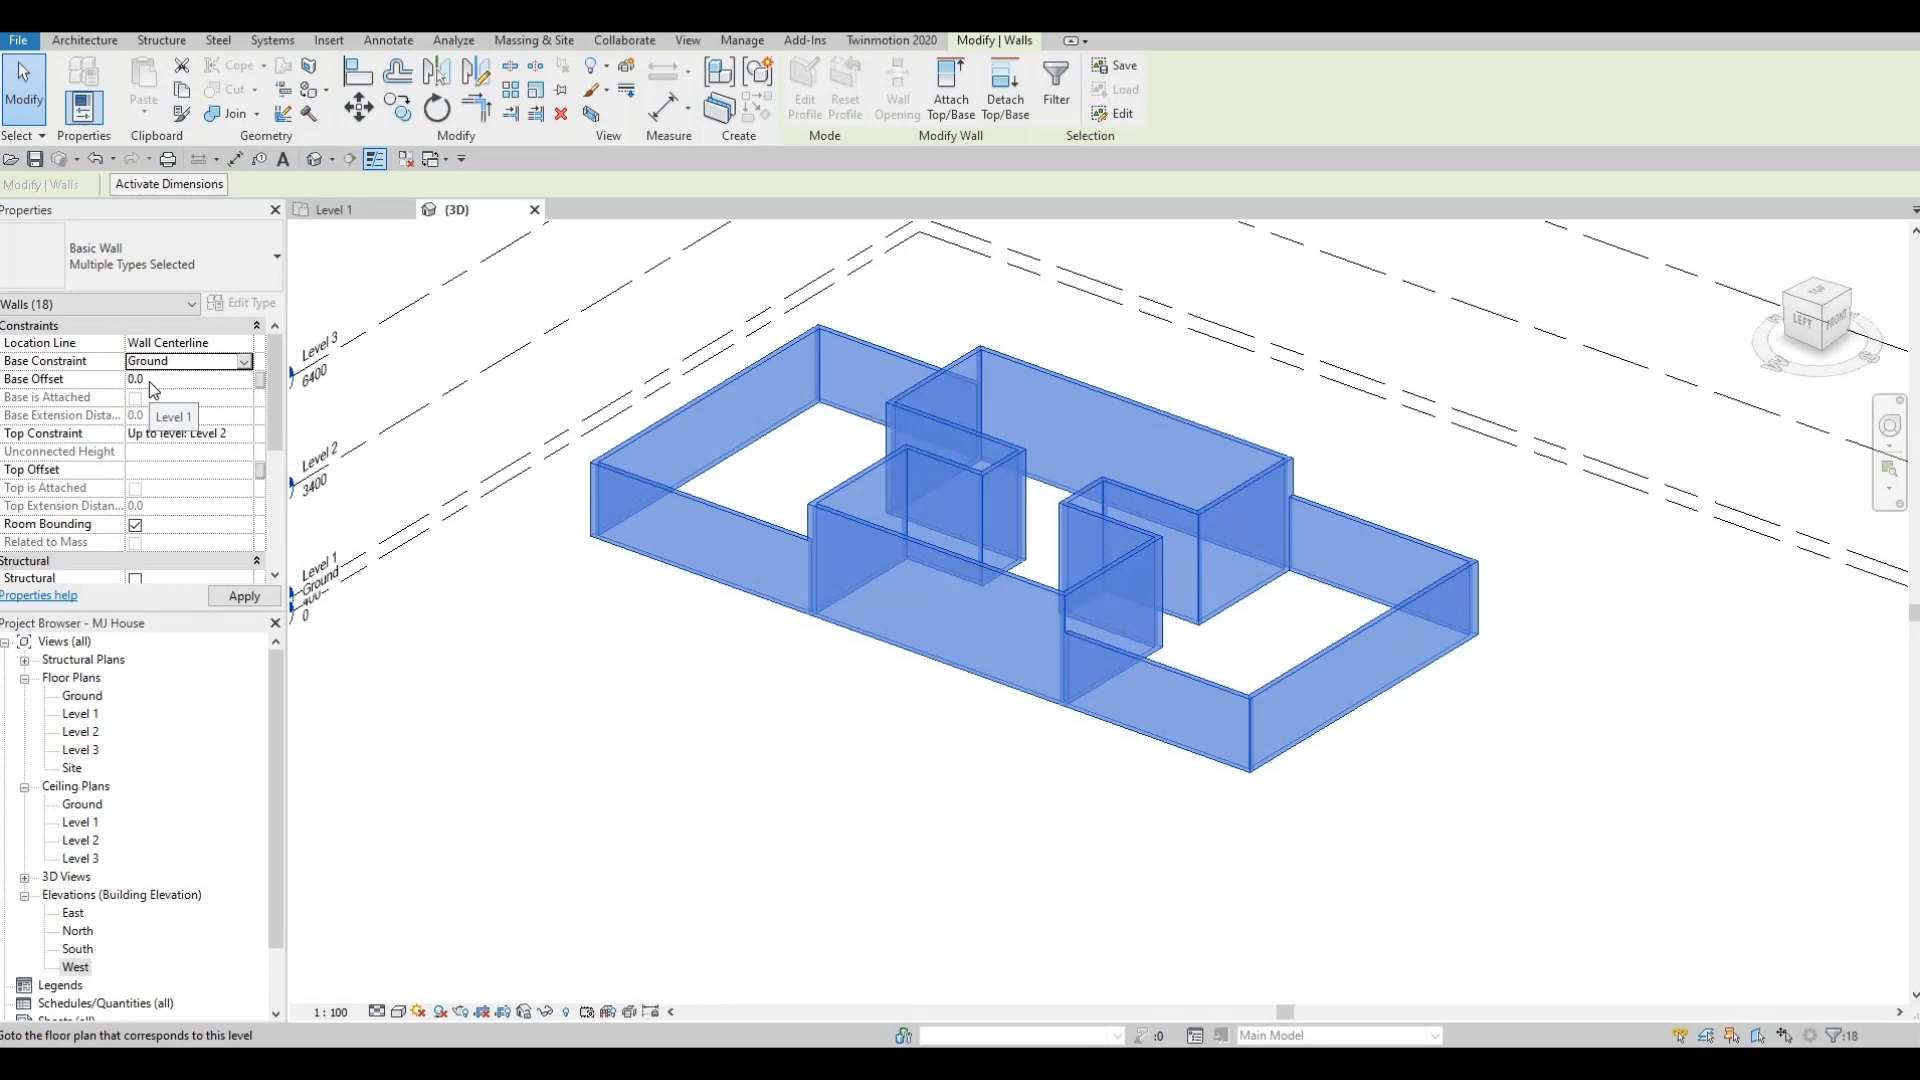 File Architecture Structure Steel Systems Insert Annotate Analyze Massing & Site Collaborate View Manage Add-Ins Twinmotion 2020 Modify | Walls
Modify
Paste
Cope
Cut
Join
Edit Profile
Reset Profile
Wall Opening
Attach Top/Base
Detach Top/Base
Filter
Save
Load
Edit
Select Properties Clipboard Geometry Modify View Measure Create Mode Modify Wall Selection
Modify | Walls Activate Dimensions
Properties
Level 1
{3D}
Basic Wall
Multiple Types Selected
Walls (18) Edit Type
Constraints
Location Line Wall Centerline
Base Constraint Ground
Base Offset 0.0
Base is Attached
Base Extension Dista... 0.0
Level 1
Top Constraint Up to level: Level 2
Unconnected Height
Top Offset
Top is Attached
Top Extension Distan... 0.0
Room Bounding
Related to Mass
Structural
Structural
Properties help Apply
Project Browser - MJ House
Views (all)
Structural Plans
Floor Plans
Ground
Level 1
Level 2
Level 3
Site
Ceiling Plans
Ground
Level 1
Level 2
Level 3
3D Views
Elevations (Building Elevation)
East
North
South
West
Legends
Schedules/Quantities (all)
Sheets (all)
Level 3
6400
Level 2
3400
Level 1
Ground
400
0
TOP
LEFT
FRONT
1 : 100
Goto the floor plan that corresponds to this level
:0
Main Model
:18